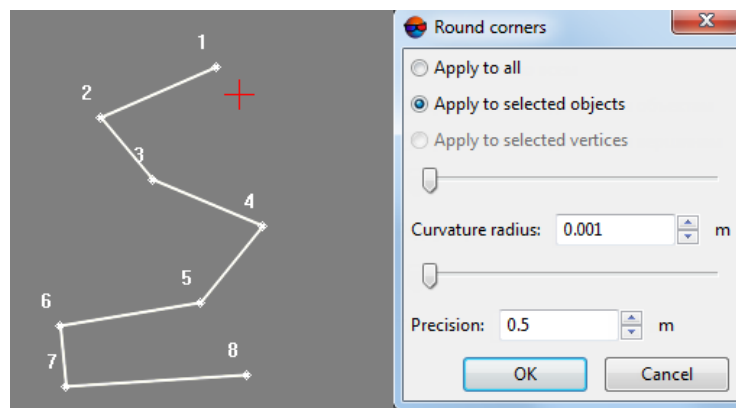 1
2
3
4
5
6
7
8
Round corners
Apply to all
Apply to selected objects
Apply to selected vertices
Curvature radius: 0.001 m
Precision: 0.5 m
OK Cancel